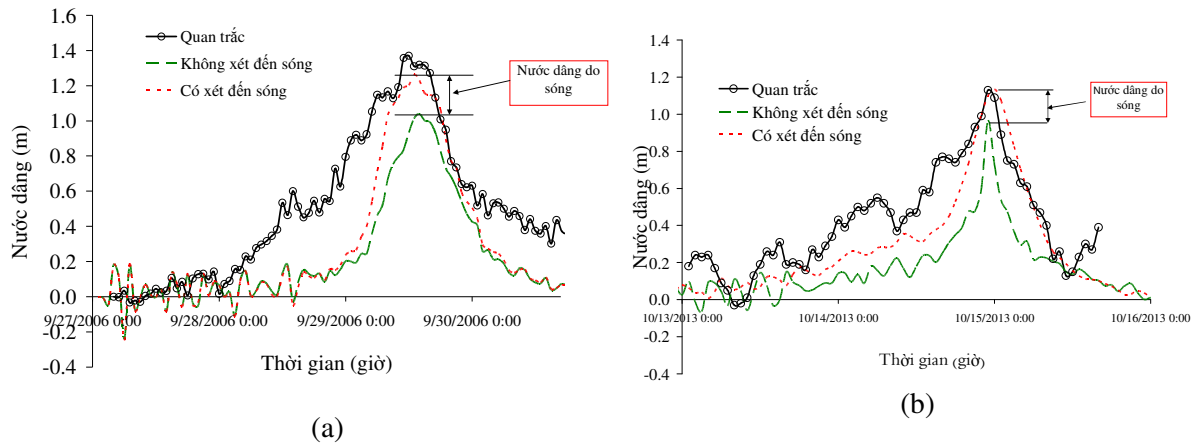 1.6
1.4
1.2
1.0
0.8
0.6
0.4
0.2
0.0
-0.2
-0.4
Nước dâng (m)
Quan trắc
Không xét đến sóng
Có xét đến sóng
Nước dâng do
sóng
9/27/2006 0:00
9/28/2006 0:00
9/29/2006 0:00
9/30/2006 0:00
Thời gian (giờ)
(a)
1.4
1.2
1.0
0.8
0.6
0.4
0.2
0.0
-0.2
-0.4
Nước dâng (m)
Quan trắc
Không xét đến sóng
Có xét đến sóng
Nước dâng do
sóng
10/13/2013 0:00
10/14/2013 0:00
10/15/2013 0:00
10/16/2013 0:00
Thời gian (giờ)
(b)